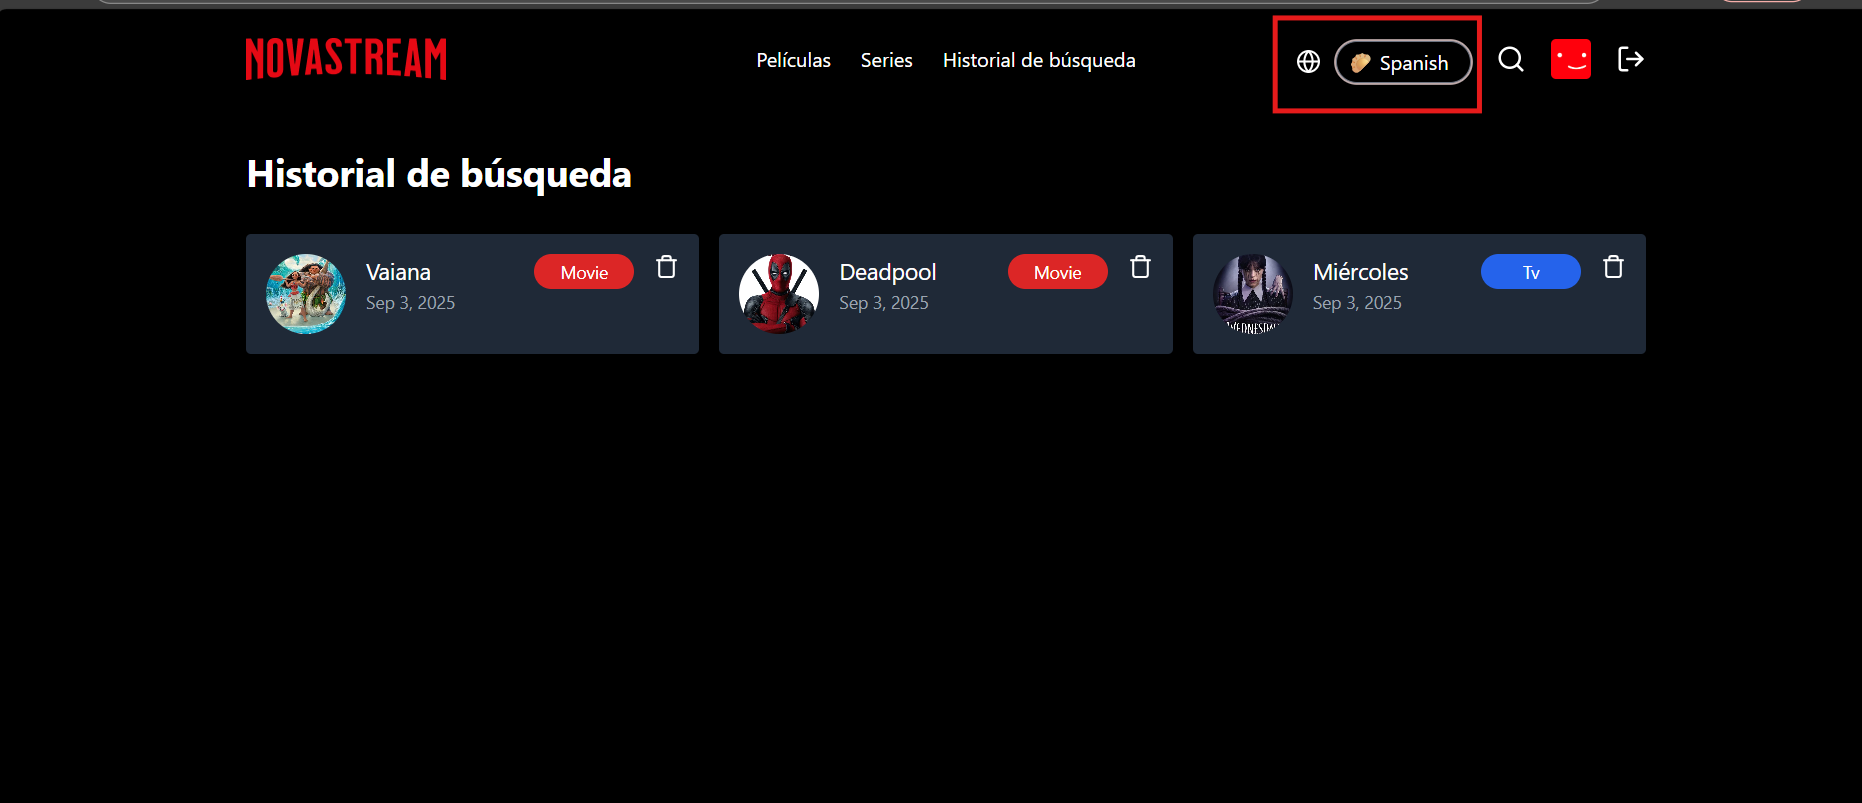 NOVASTREAM
Películas Series Historial de búsqueda
Spanish
Historial de búsqueda
Vaiana
Movie
Sep 3, 2025
Deadpool
Movie
Sep 3, 2025
Miércoles
Tv
Sep 3, 2025
WEDNESDAY